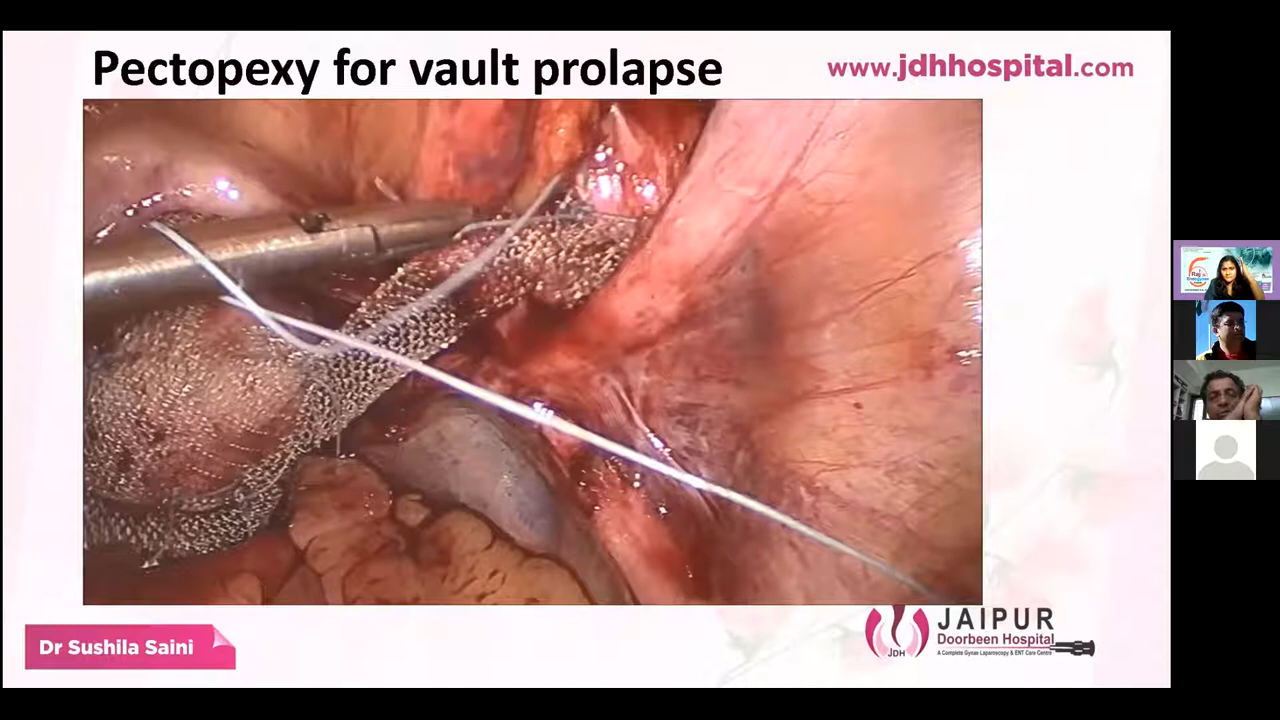 Pectopexy for vault prolapse
www.jdhhospital.com
Dr Sushila Saini
JDH
JAIPUR
Doorbeen Hospital
A Complete Gynae Laparoscopy & ENT Care Centre
Raj